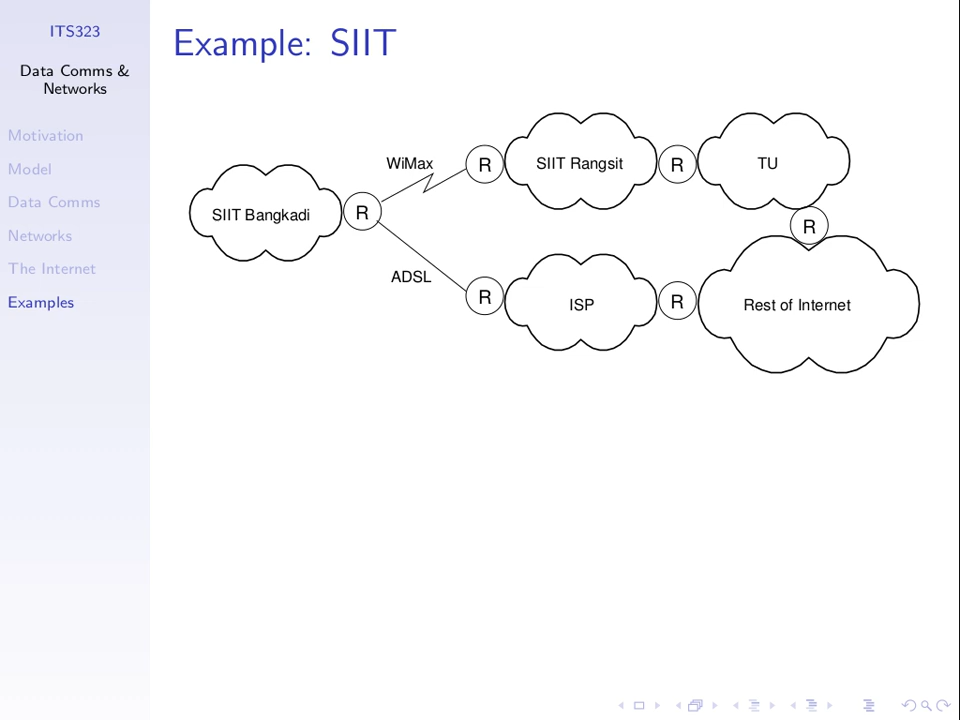 ITS323
Data Comms &
Networks
Motivation
Model
Data Comms
Networks
The Internet
Examples
Example: SIIT
WiMax
R
SIIT Rangsit
R
TU
SIIT Bangkadi
R
R
ADSL
R
ISP
R
Rest of Internet